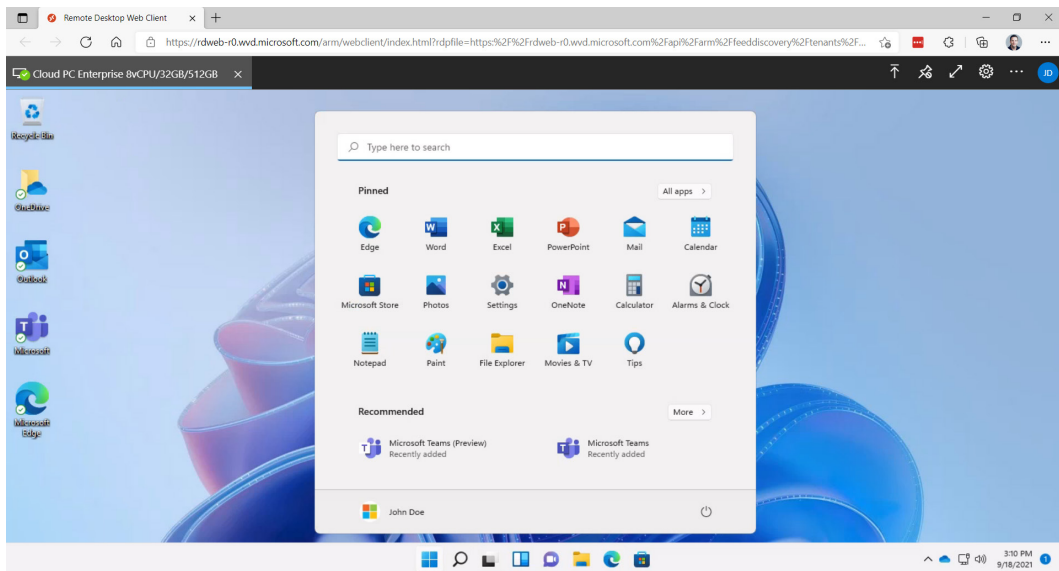 Remote Desktop Web Client
https://rdweb-r0.wvd.microsoft.com/arm/webclient/index.html?rdpfile=https:%2F%2Frdweb-r0.wvd.microsoft.com%2Fapi%2Farm%2Ffeeddiscovery%2Ftenants%2F...
Cloud PC Enterprise 8vCPU/32GB/512GB
JD
Recycle Bin
OneDrive
Outlook
Microsoft
Microsoft
Edge
Type here to search
Pinned
All apps >
Edge Word Excel PowerPoint Mail Calendar
Microsoft Store Photos Settings OneNote Calculator Alarms & Clock
Notepad Paint File Explorer Movies & TV Tips
Recommended
More >
Microsoft Teams (Preview)
Recently added
Microsoft Teams
Recently added
John Doe
3:10 PM
9/18/2021
1